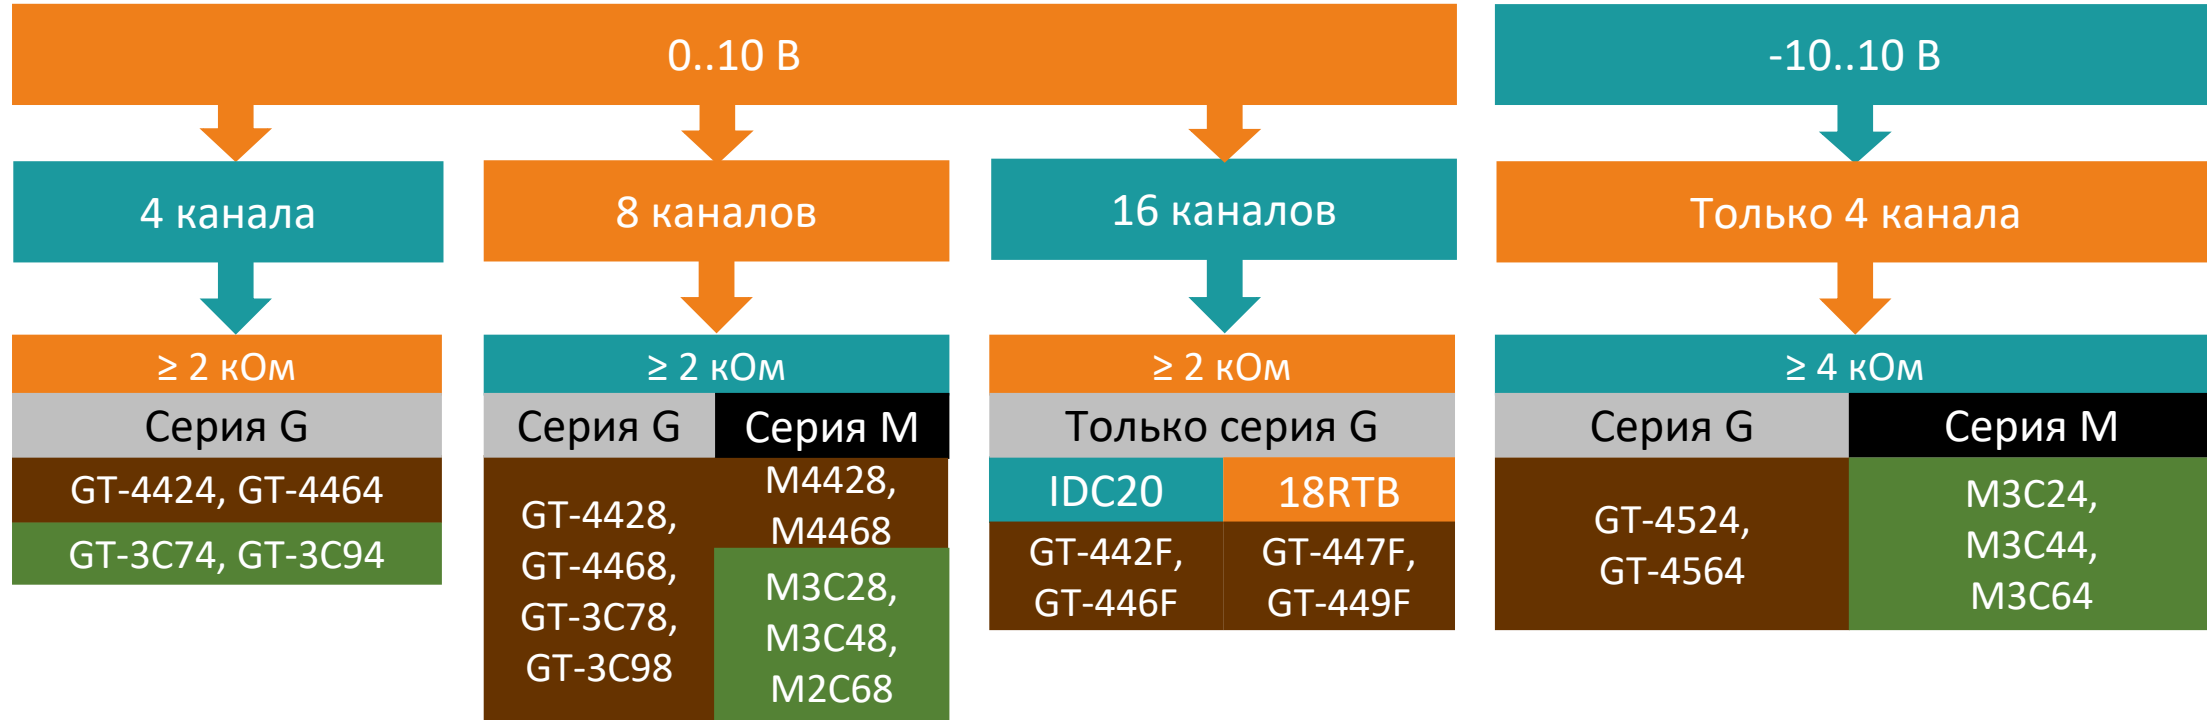 0..10 В
-10..10 В
4 канала
8 каналов
16 каналов
Только 4 канала
≥ 2 кОм
≥ 2 кОм
≥ 2 кОм
≥ 4 кОм
Серия G
Серия G
Серия M
Только серия G
Серия G
Серия M
GT-4424, GT-4464
GT-3C74, GT-3C94
GT-4428,
GT-4468,
GT-3C78,
GT-3C98
M4428,
M4468
M3C28,
M3C48,
M2C68
IDC20
18RTB
GT-442F,
GT-446F
GT-447F,
GT-449F
GT-4524,
GT-4564
M3C24,
M3C44,
M3C64